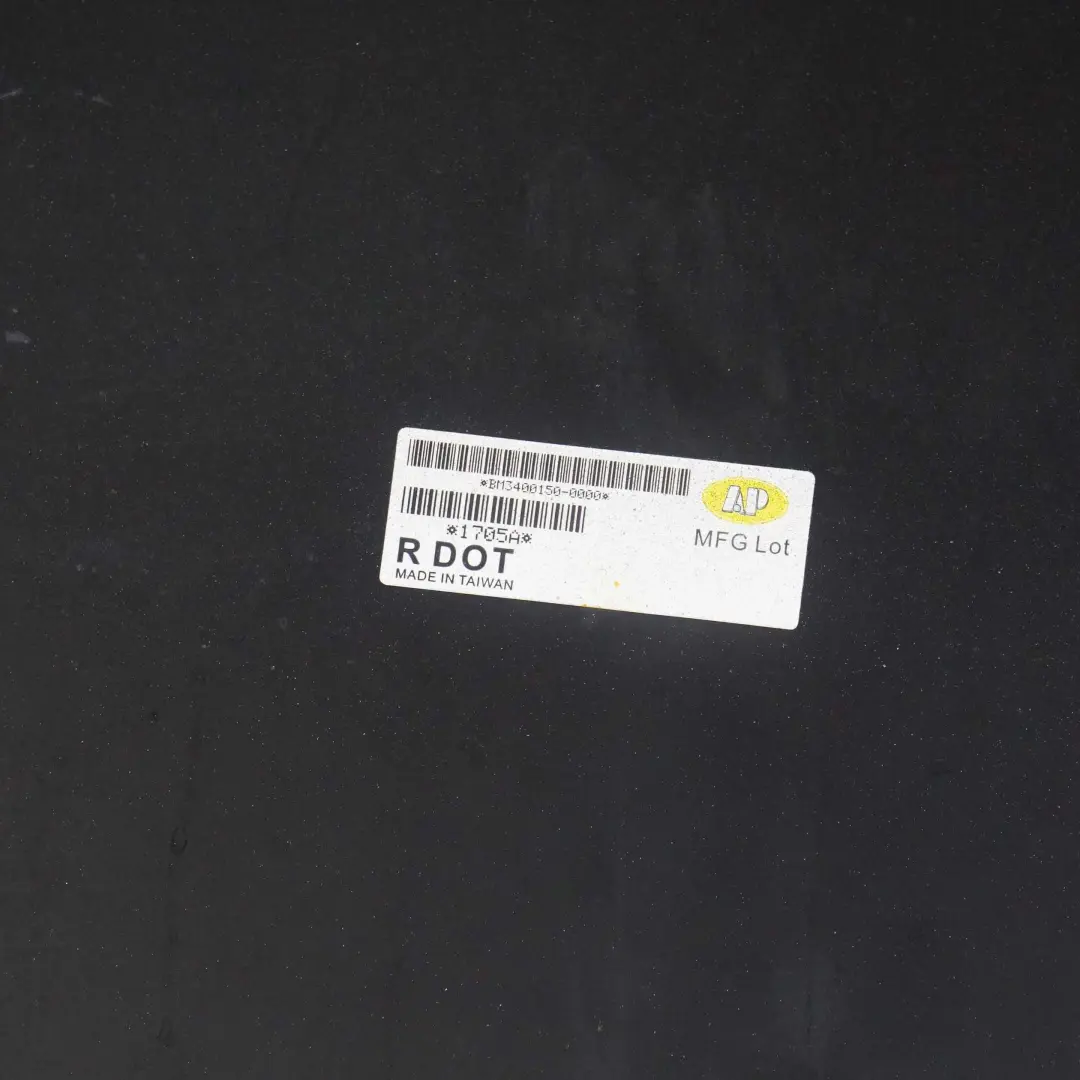 *BM3400150-0000*
AP
*1705A*
MFG Lot
R DOT
MADE IN TAIWAN